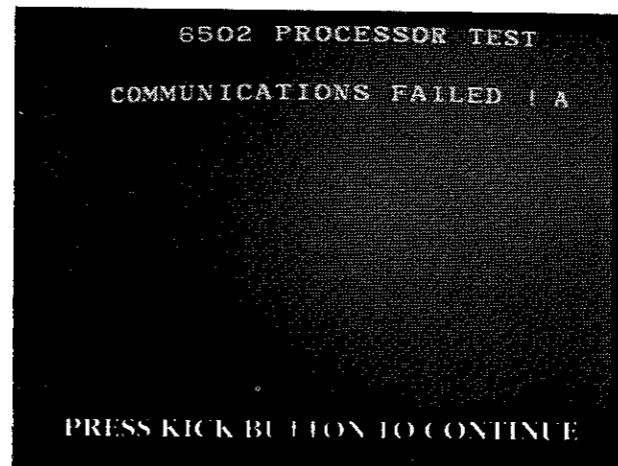 6502 PROCESSOR TEST
COMMUNICATIONS FAILED ! A
PRESS KICK BUTTON TO CONTINUE